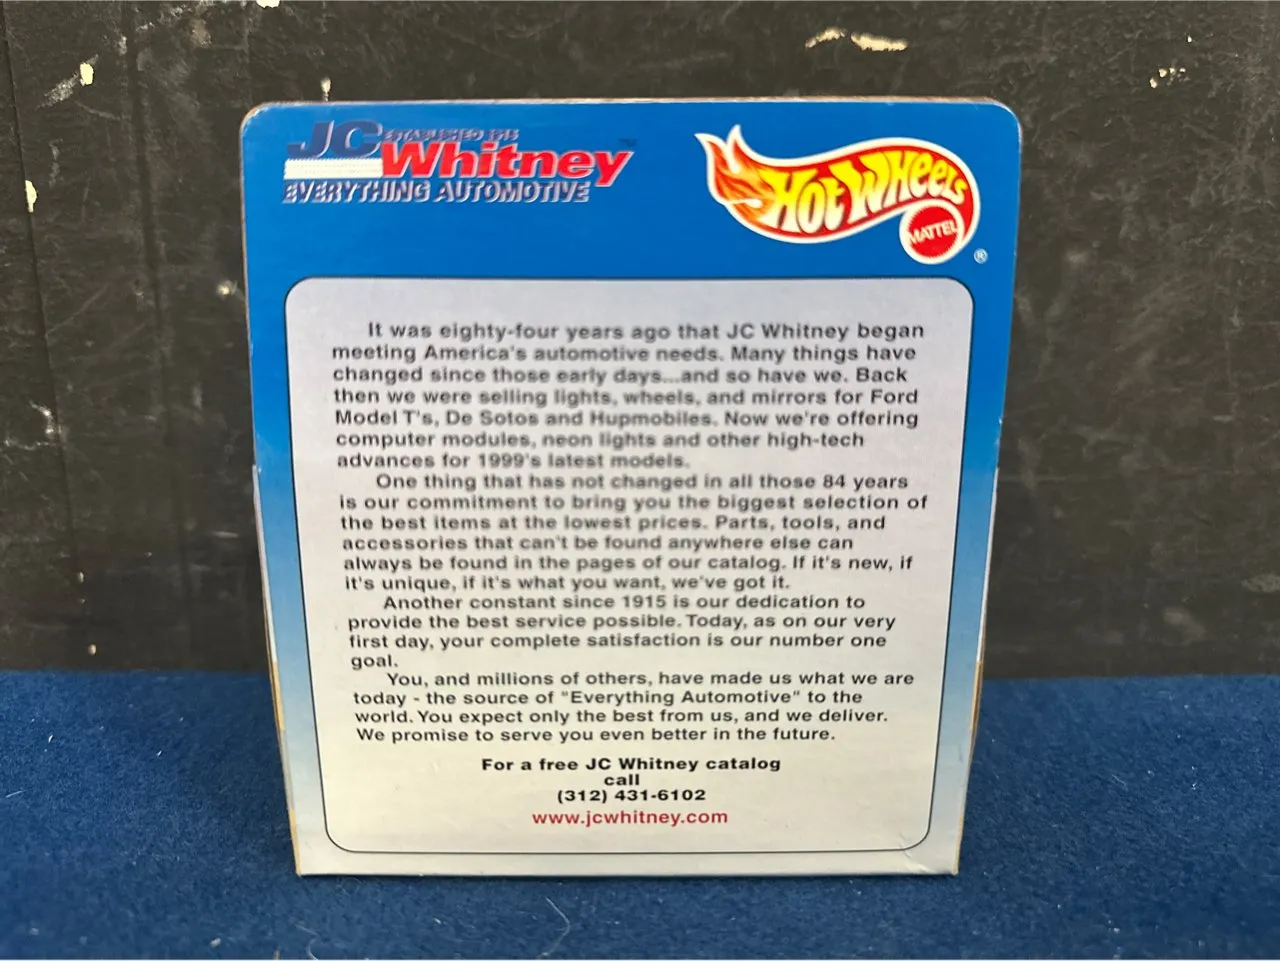 JC ESTABLISHED 1915
Whitney™
EVERYTHING AUTOMOTIVE
HOT WHEELS
MATTEL
®
It was eighty-four years ago that JC Whitney began
meeting America's automotive needs. Many things have
changed since those early days...and so have we. Back
then we were selling lights, wheels, and mirrors for Ford
Model T's, De Sotos and Hupmobiles. Now we're offering
computer modules, neon lights and other high-tech
advances for 1999's latest models.
One thing that has not changed in all those 84 years
is our commitment to bring you the biggest selection of
the best items at the lowest prices. Parts, tools, and
accessories that can't be found anywhere else can
always be found in the pages of our catalog. If it's new, if
it's unique, if it's what you want, we've got it.
Another constant since 1915 is our dedication to
provide the best service possible. Today, as on our very
first day, your complete satisfaction is our number one
goal.
You, and millions of others, have made us what we are
today - the source of "Everything Automotive" to the
world. You expect only the best from us, and we deliver.
We promise to serve you even better in the future.
For a free JC Whitney catalog
call
(312) 431-6102
www.jcwhitney.com